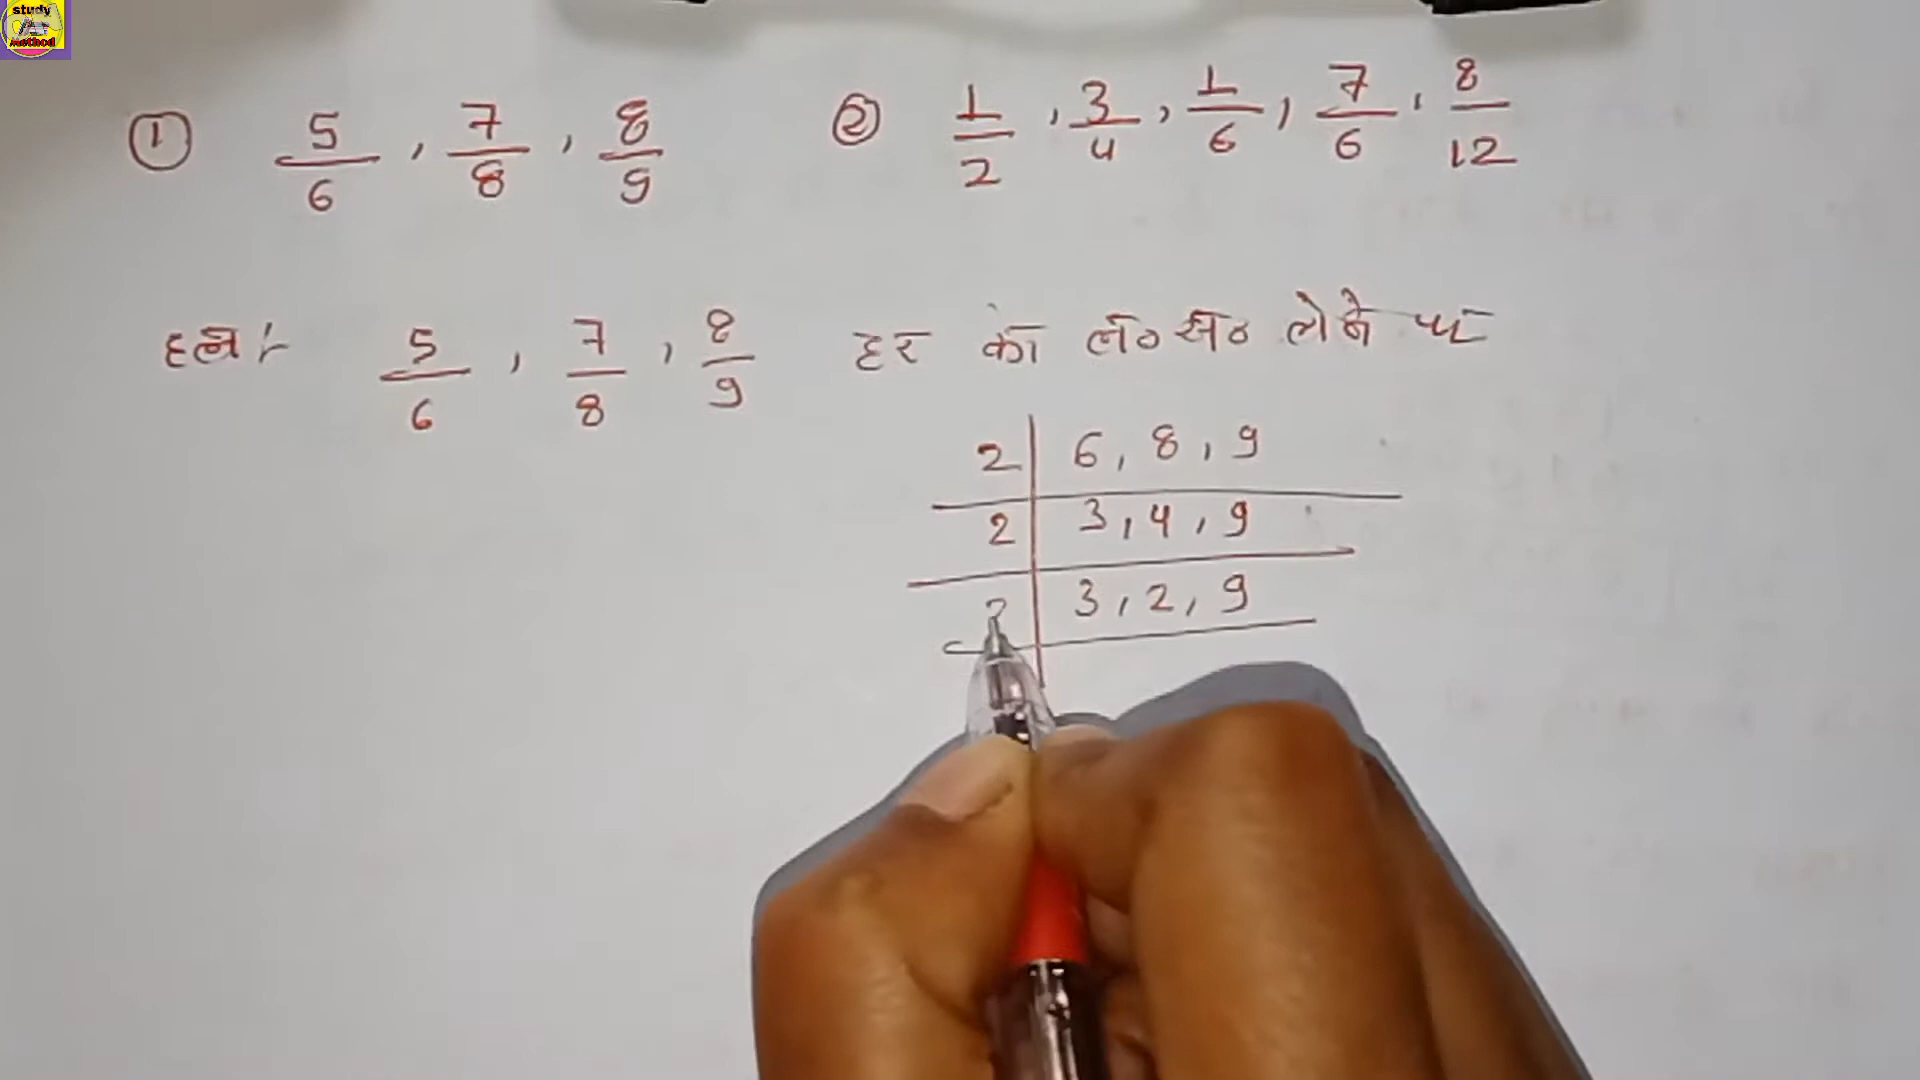 study
Method
① 5/6 , 7/8 , 8/9
② 1/2 , 3/4 , 1/6 , 7/6 , 8/12
हल :- 5/6 , 7/8 , 8/9 हर का ल० स० लेने पर
2 | 6 , 8 , 9
2 | 3 , 4 , 9
2 | 3 , 2 , 9